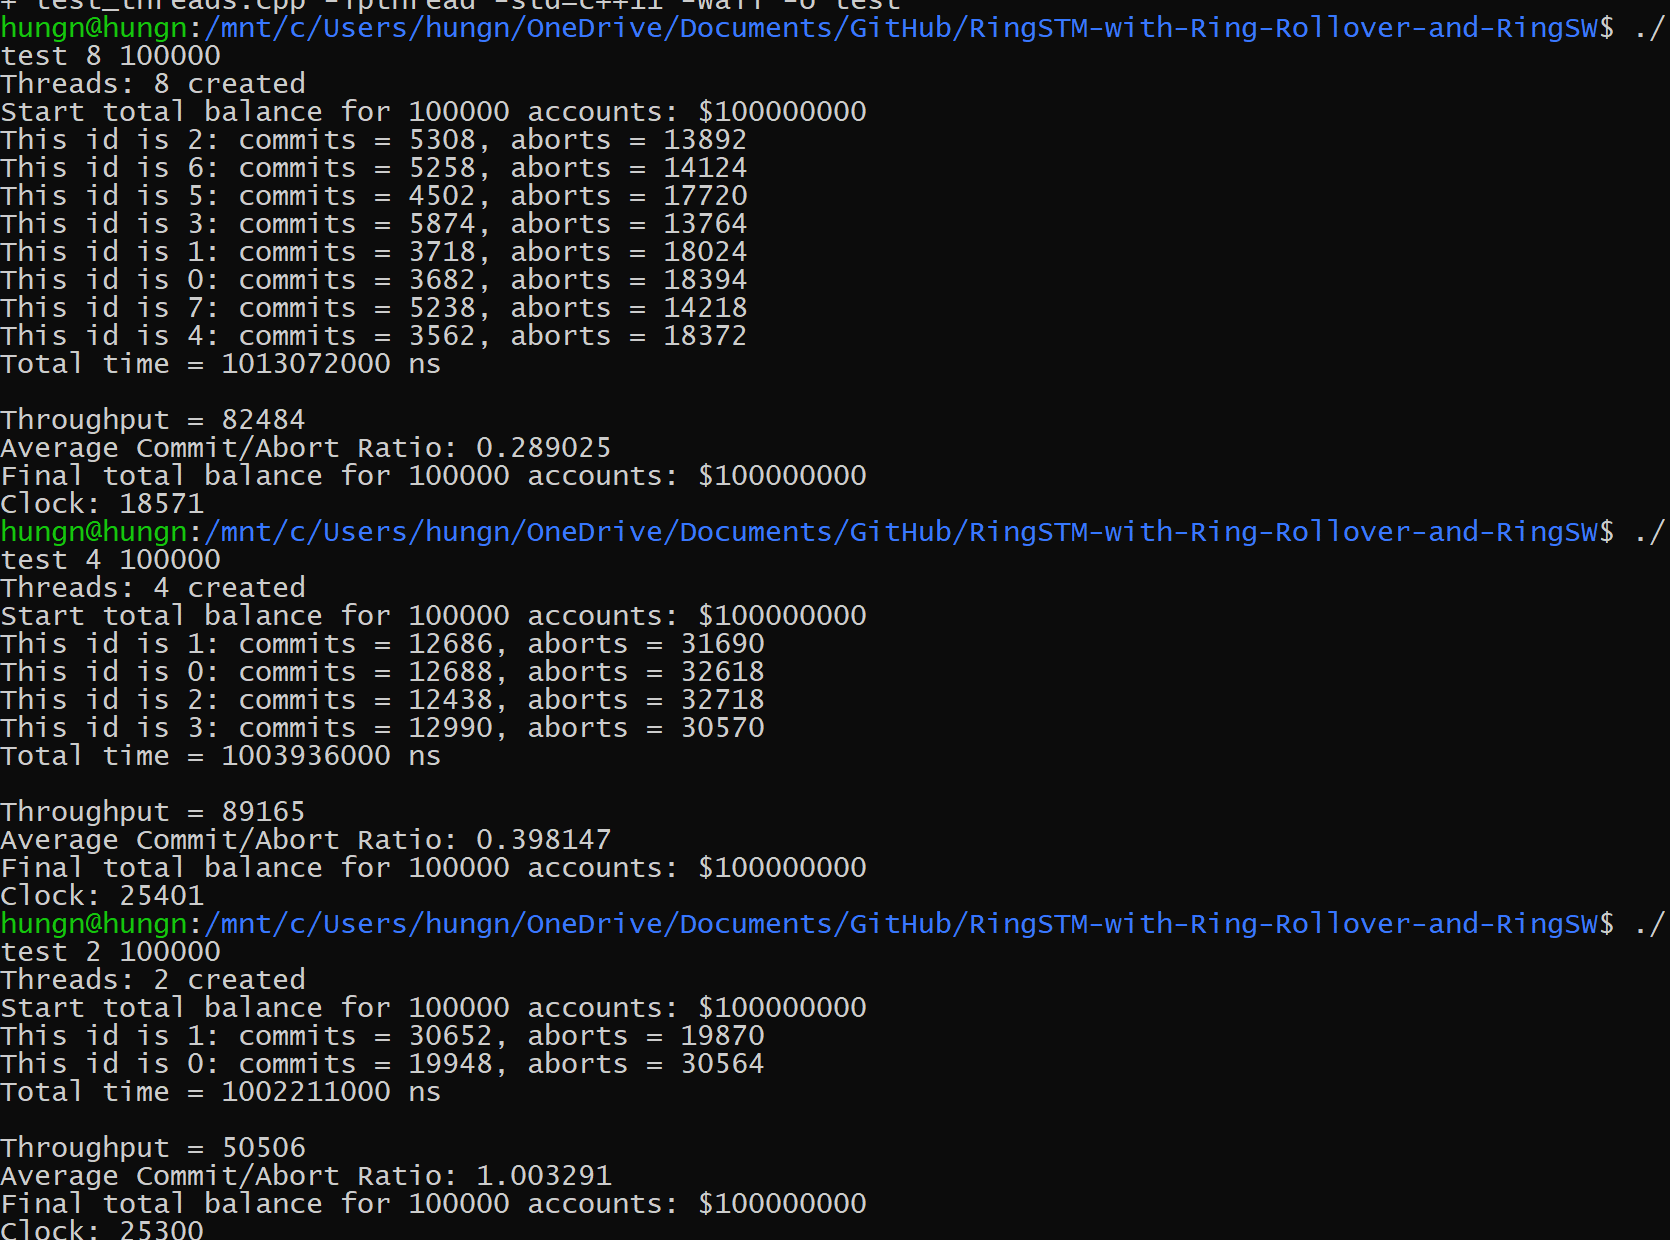 + test_threads.cpp -lpthread -std=c++11 -Wall -o test
hungn@hungn:/mnt/c/Users/hungn/OneDrive/Documents/GitHub/RingSTM-with-Ring-Rollover-and-RingSW$ ./
test 8 100000
Threads: 8 created
Start total balance for 100000 accounts: $100000000
This id is 2: commits = 5308, aborts = 13892
This id is 6: commits = 5258, aborts = 14124
This id is 5: commits = 4502, aborts = 17720
This id is 3: commits = 5874, aborts = 13764
This id is 1: commits = 3718, aborts = 18024
This id is 0: commits = 3682, aborts = 18394
This id is 7: commits = 5238, aborts = 14218
This id is 4: commits = 3562, aborts = 18372
Total time = 1013072000 ns

Throughput = 82484
Average Commit/Abort Ratio: 0.289025
Final total balance for 100000 accounts: $100000000
Clock: 18571
hungn@hungn:/mnt/c/Users/hungn/OneDrive/Documents/GitHub/RingSTM-with-Ring-Rollover-and-RingSW$ ./
test 4 100000
Threads: 4 created
Start total balance for 100000 accounts: $100000000
This id is 1: commits = 12686, aborts = 31690
This id is 0: commits = 12688, aborts = 32618
This id is 2: commits = 12438, aborts = 32718
This id is 3: commits = 12990, aborts = 30570
Total time = 1003936000 ns

Throughput = 89165
Average Commit/Abort Ratio: 0.398147
Final total balance for 100000 accounts: $100000000
Clock: 25401
hungn@hungn:/mnt/c/Users/hungn/OneDrive/Documents/GitHub/RingSTM-with-Ring-Rollover-and-RingSW$ ./
test 2 100000
Threads: 2 created
Start total balance for 100000 accounts: $100000000
This id is 1: commits = 30652, aborts = 19870
This id is 0: commits = 19948, aborts = 30564
Total time = 1002211000 ns

Throughput = 50506
Average Commit/Abort Ratio: 1.003291
Final total balance for 100000 accounts: $100000000
Clock: 25300